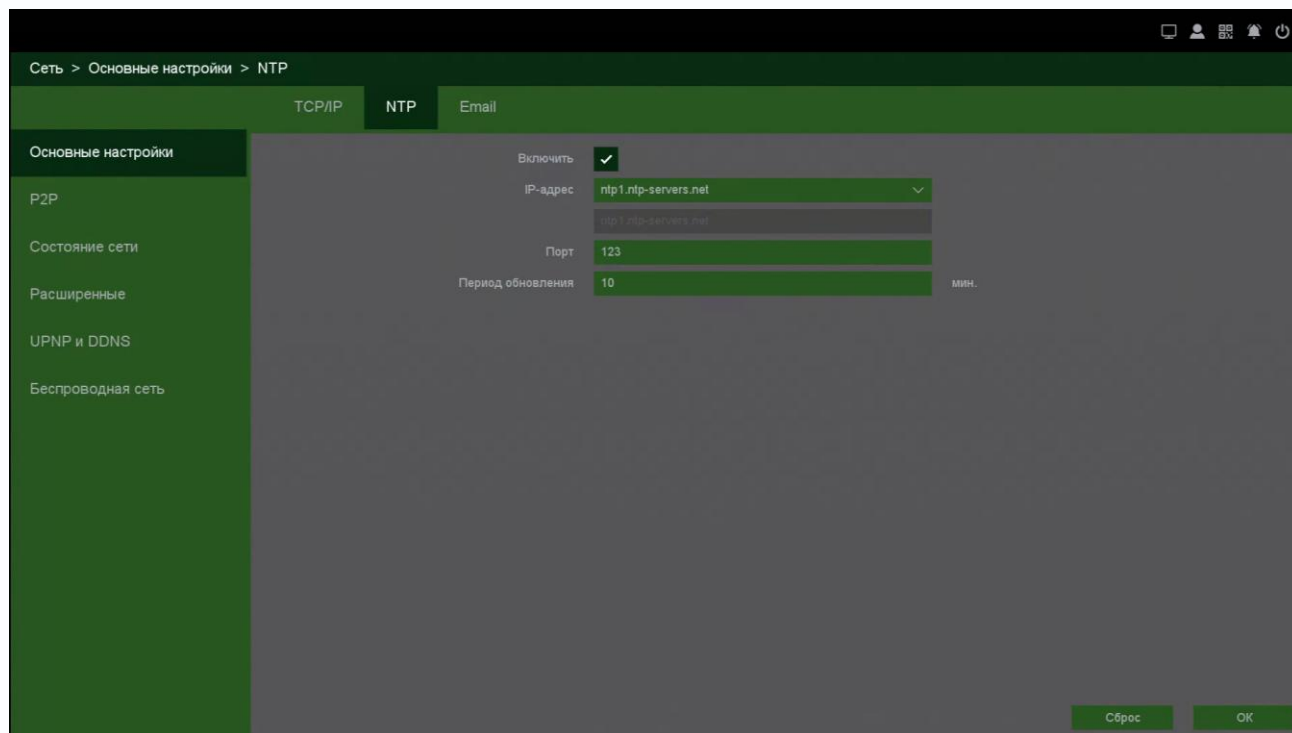 Сеть > Основные настройки > NTP
TCP/IP NTP Email
Основные настройки
P2P
Состояние сети
Расширенные
UPNP и DDNS
Беспроводная сеть
Включить
IP-адрес ntp1.ntp-servers.net
ntp1.ntp-servers.net
Порт 123
Период обновления 10 мин.
Сброс OK